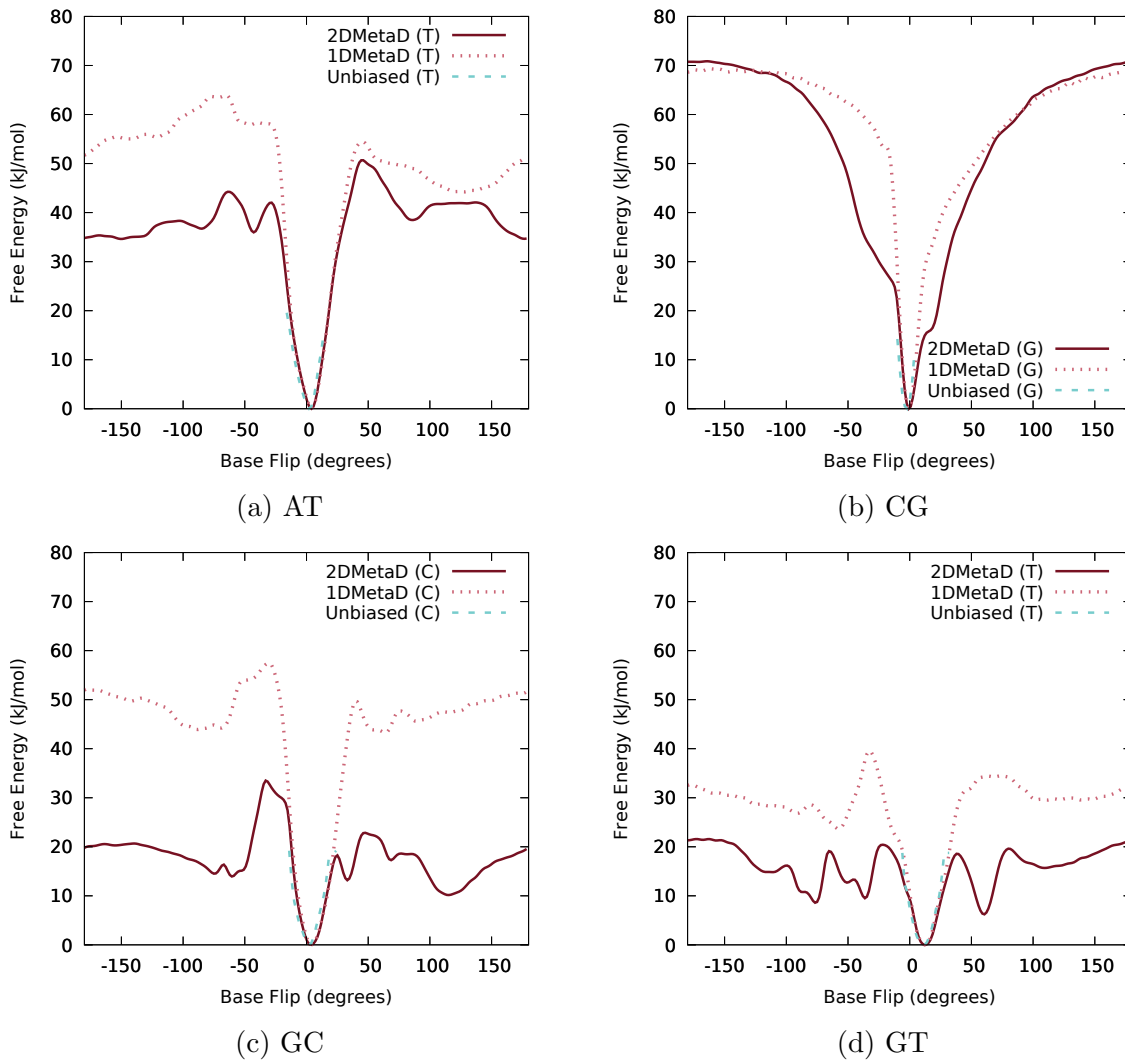 80
70
60
50
40
30
20
10
0
Free Energy (kJ/mol)
2DMetaD (T)
1DMetaD (T)
Unbiased (T)
-150 -100 -50 0 50 100 150
Base Flip (degrees)
(a) AT
80
70
60
50
40
30
20
10
0
Free Energy (kJ/mol)
2DMetaD (G)
1DMetaD (G)
Unbiased (G)
-150 -100 -50 0 50 100 150
Base Flip (degrees)
(b) CG
80
70
60
50
40
30
20
10
0
Free Energy (kJ/mol)
2DMetaD (C)
1DMetaD (C)
Unbiased (C)
-150 -100 -50 0 50 100 150
Base Flip (degrees)
(c) GC
80
70
60
50
40
30
20
10
0
Free Energy (kJ/mol)
2DMetaD (T)
1DMetaD (T)
Unbiased (T)
-150 -100 -50 0 50 100 150
Base Flip (degrees)
(d) GT